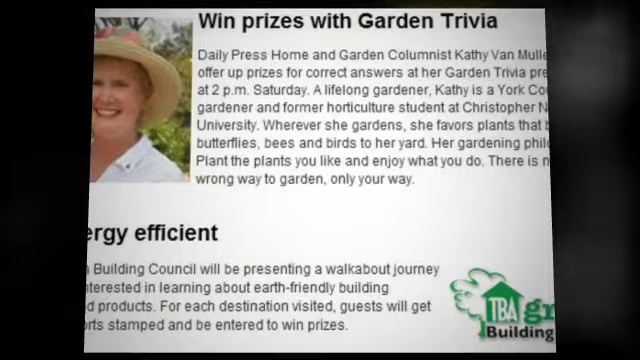 Win prizes with Garden Trivia
Daily Press Home and Garden Columnist Kathy Van Mulle
offer up prizes for correct answers at her Garden Trivia pre
at 2 p.m. Saturday. A lifelong gardener, Kathy is a York Cou
gardener and former horticulture student at Christopher N
University. Wherever she gardens, she favors plants that b
butterflies, bees and birds to her yard. Her gardening philo
Plant the plants you like and enjoy what you do. There is n
wrong way to garden, only your way.
ergy efficient
n Building Council will be presenting a walkabout journey
nterested in learning about earth-friendly building
d products. For each destination visited, guests will get
orts stamped and be entered to win prizes.
TBA gr
Building